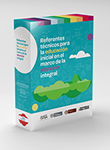 Referentes
técnicos para
la educación
inicial en el
marco de la
integral